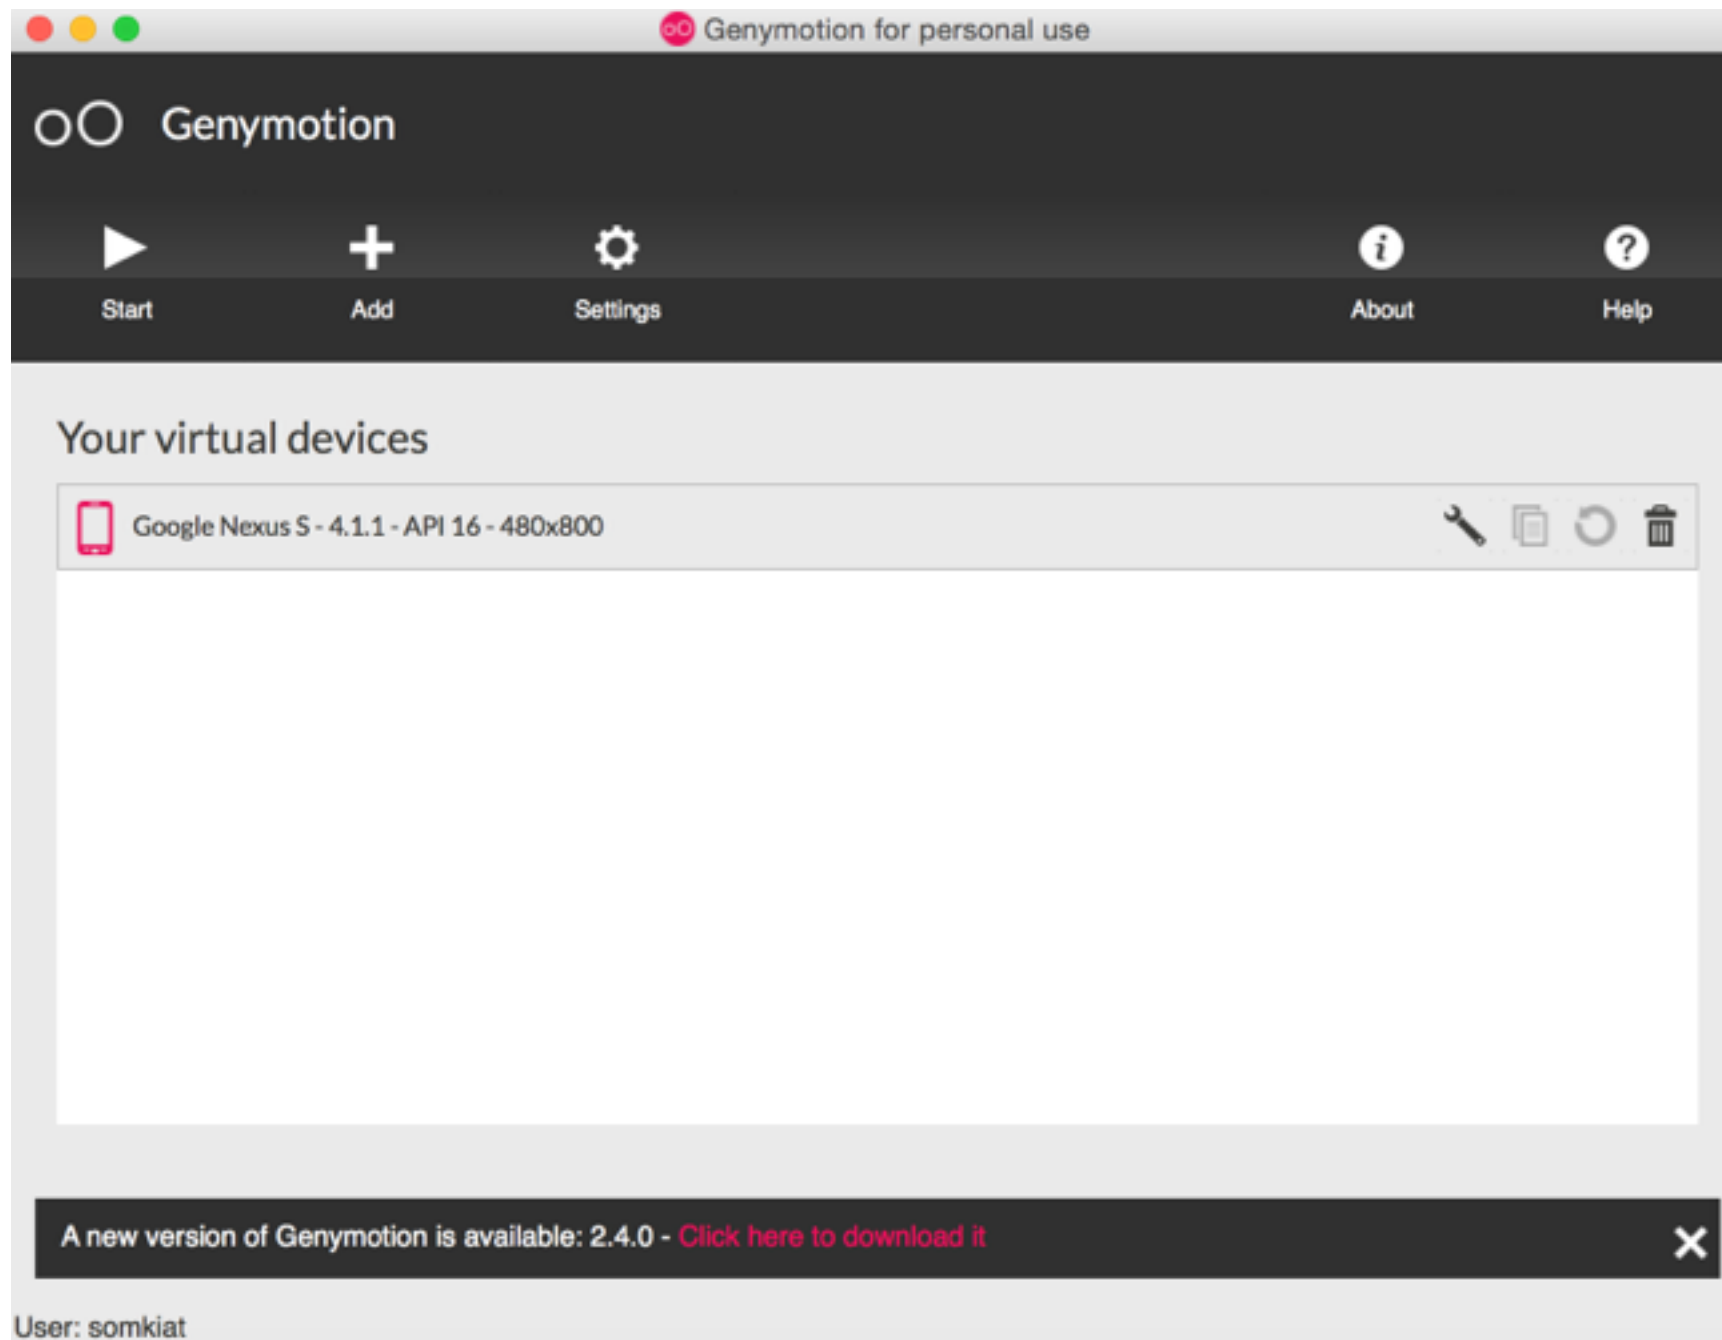 Genymotion for personal use
oO Genymotion
Start Add Settings About Help
Your virtual devices
Google Nexus S - 4.1.1 - API 16 - 480x800
A new version of Genymotion is available: 2.4.0 - Click here to download it
User: somkiat